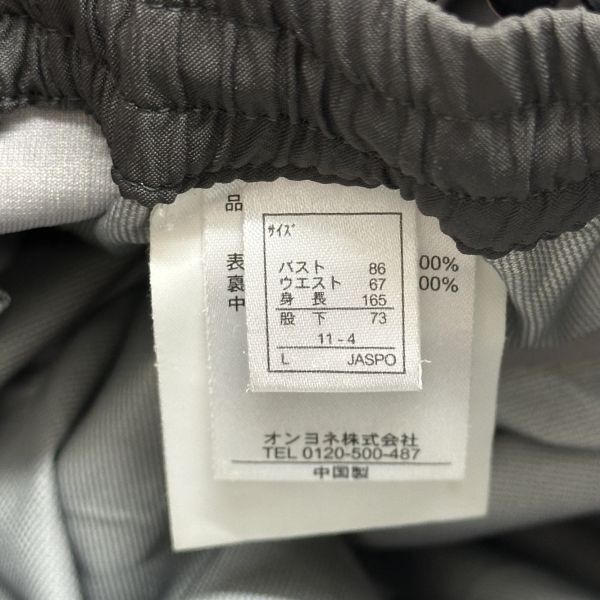 品
サイズ
バスト 86
ウエスト 67
身長 165
股下 73
11-4
L JASPO
表 00%
裏 00%
中
オンヨネ株式会社
TEL 0120-500-487
中国製